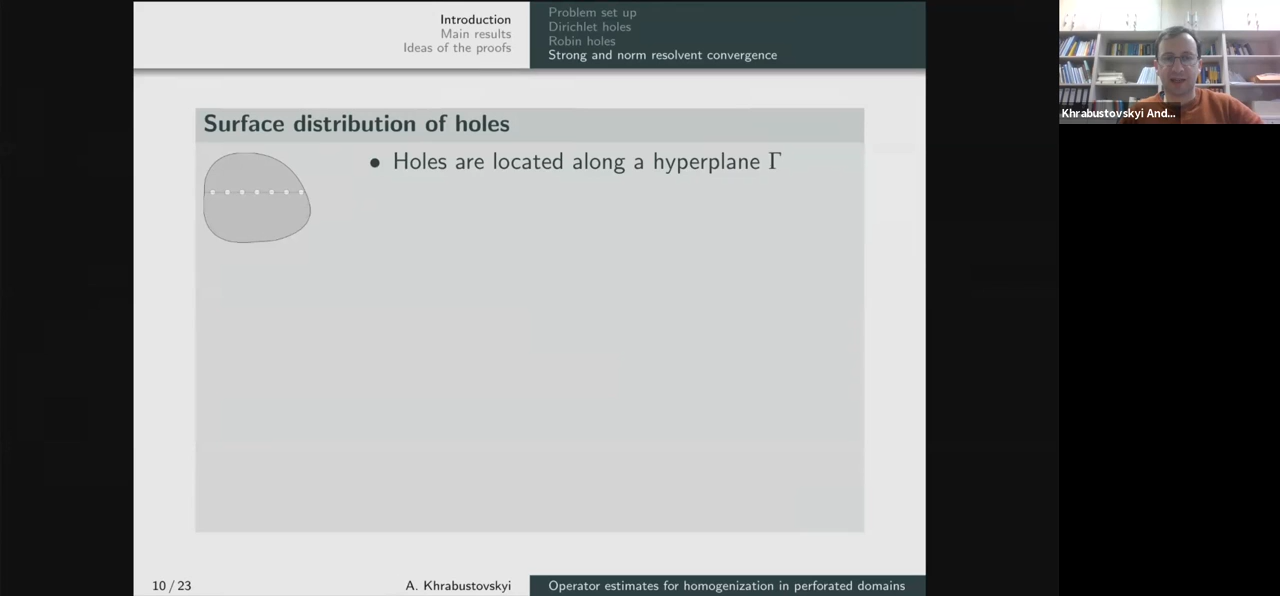 Introduction
Main results
Ideas of the proofs
Problem set up
Dirichlet holes
Robin holes
Strong and norm resolvent convergence
Surface distribution of holes
• Holes are located along a hyperplane Γ
Khrabustovskyi And...
10 / 23
A. Khrabustovskyi
Operator estimates for homogenization in perforated domains